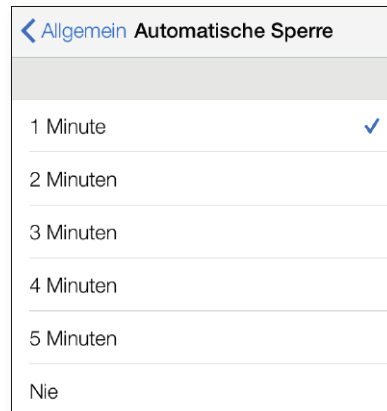 Allgemein Automatische Sperre
1 Minute
2 Minuten
3 Minuten
4 Minuten
5 Minuten
Nie